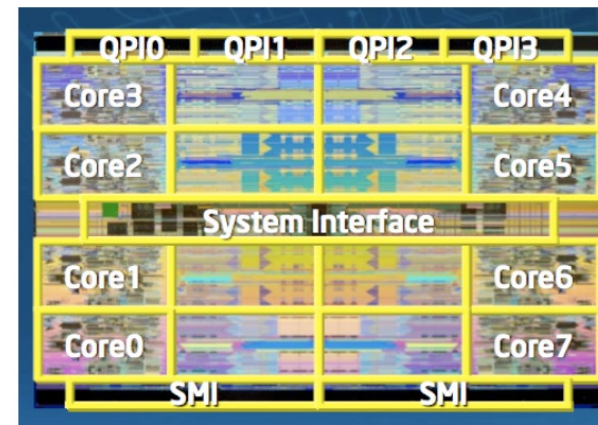 QPI0 QPI1 QPI2 QPI3
Core3 Core4
Core2 Core5
System Interface
Core1 Core6
Core0 Core7
SMI SMI